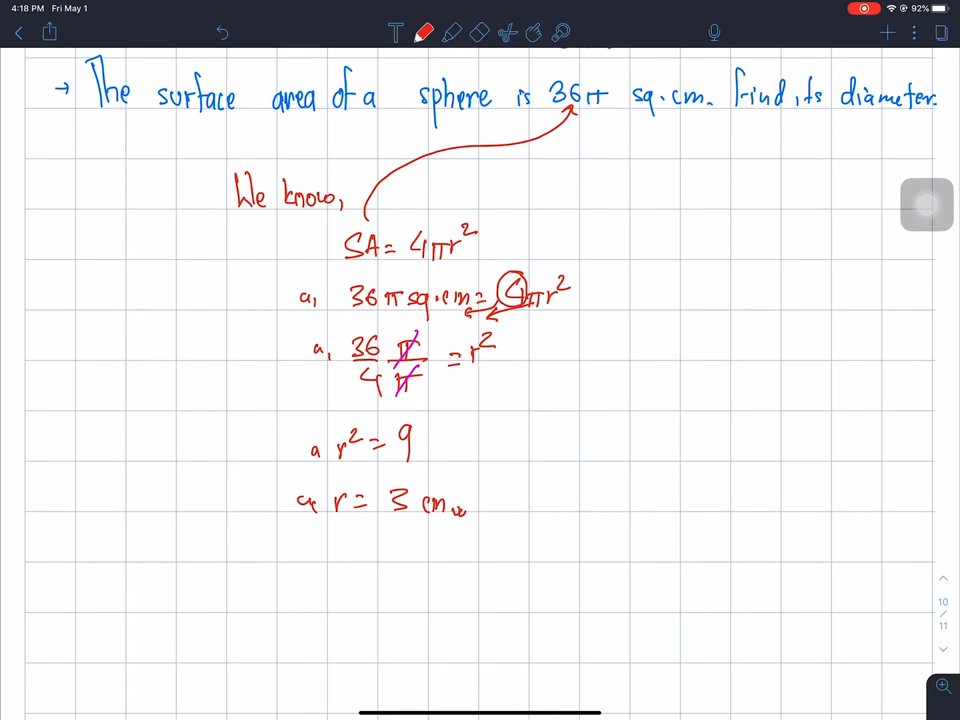 4:18 PM Fri May 1
92%
→ The surface area of a sphere is 36π sq.cm. Find its diameter.
We know,
SA = 4πr²
a, 36π sq.cm = 4πr²
a, 36 π / 4 π = r²
a r² = 9
a, r = 3 cm
10
/
11